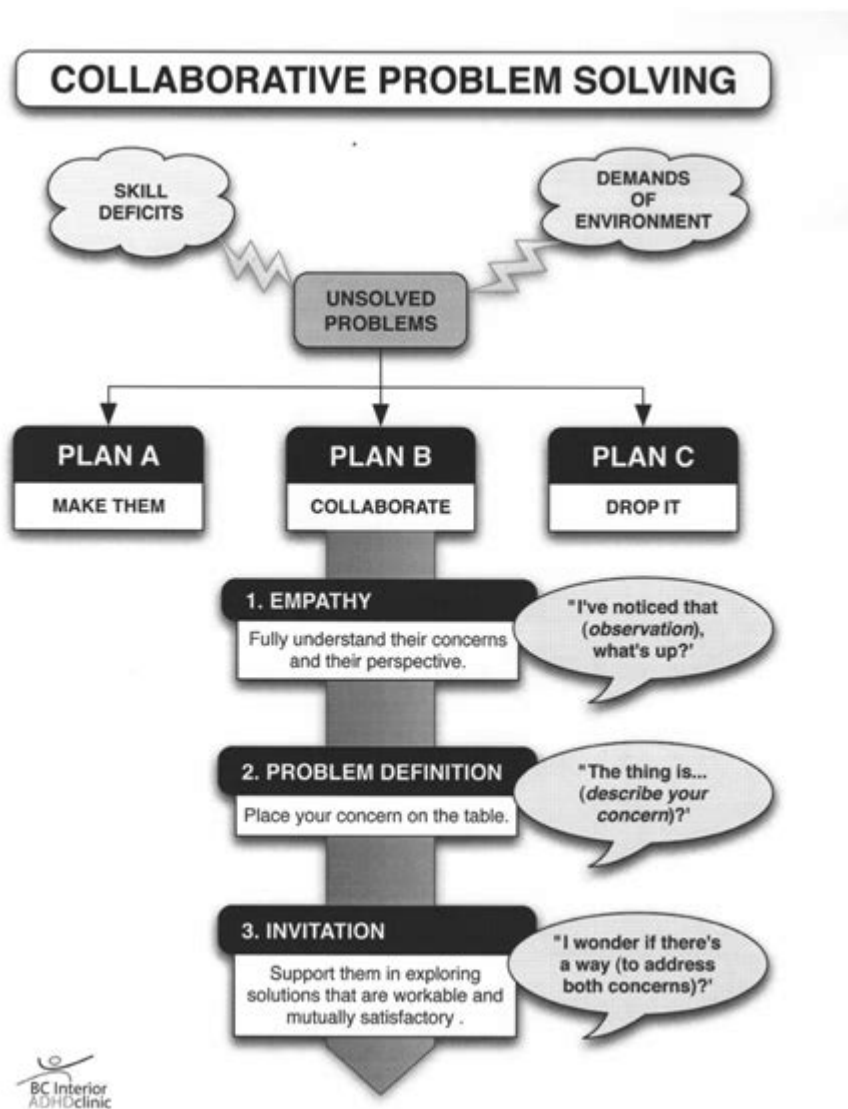 COLLABORATIVE PROBLEM SOLVING
SKILL
DEFICITS
DEMANDS
OF
ENVIRONMENT
UNSOLVED
PROBLEMS
PLAN A
MAKE THEM
PLAN B
COLLABORATE
PLAN C
DROP IT
1. EMPATHY
Fully understand their concerns
and their perspective.
"I've noticed that
(observation),
what's up?'
2. PROBLEM DEFINITION
Place your concern on the table.
"The thing is...
(describe your
concern)?'
3. INVITATION
Support them in exploring
solutions that are workable and
mutually satisfactory .
"I wonder if there's
a way (to address
both concerns)?'
BC Interior
ADHDclinic